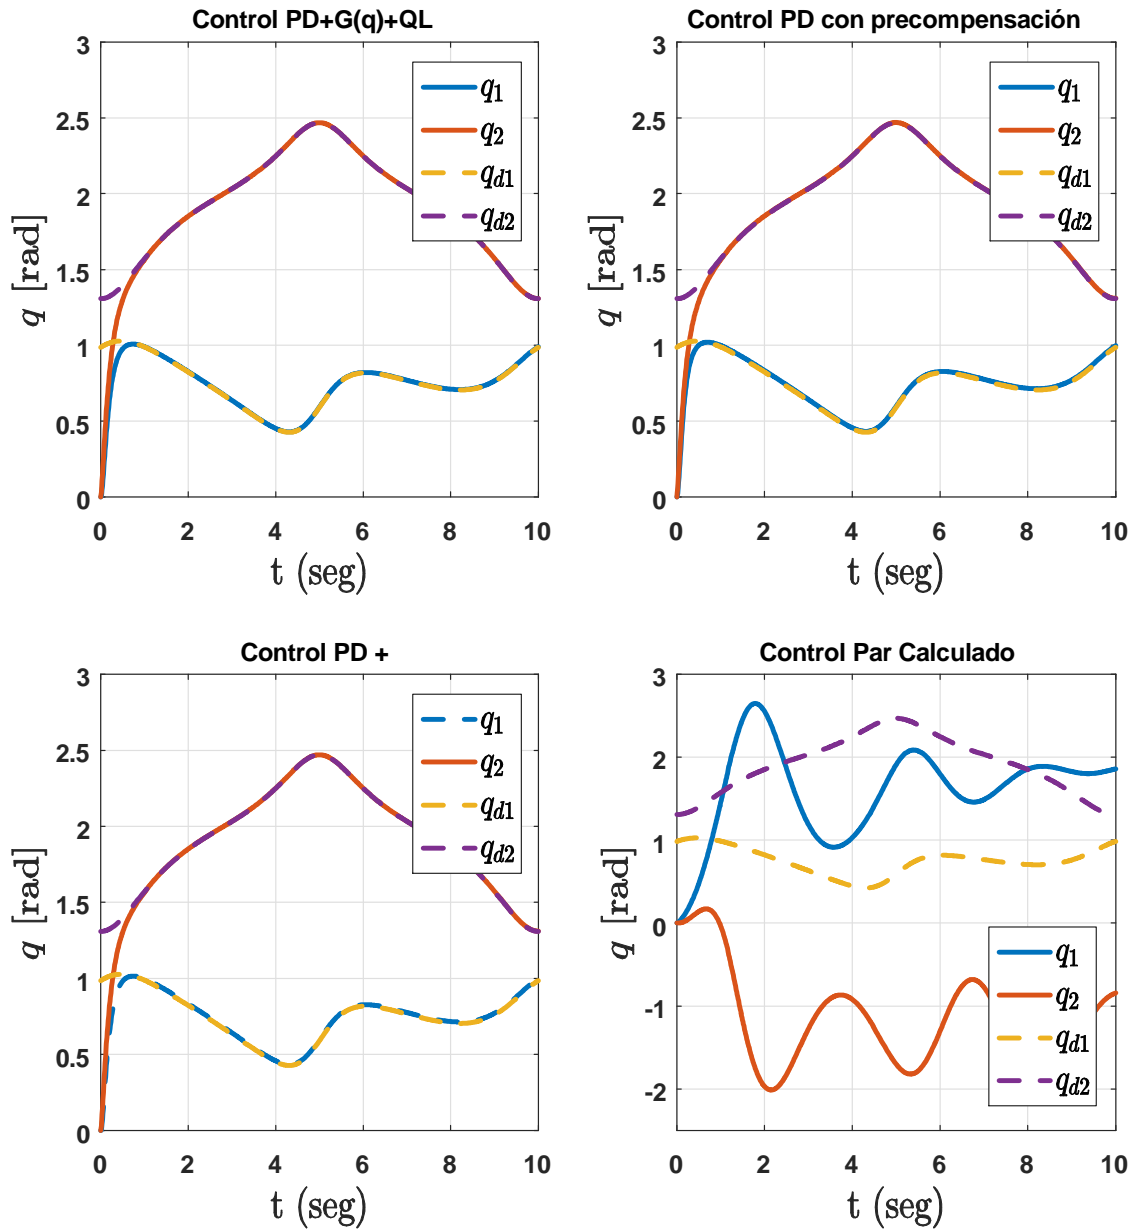 Control PD+G(q)+QL
3
2.5
2
1.5
1
0.5
0
q [rad]
0 2 4 6 8 10
t (seg)
q1
q2
qd1
qd2
Control PD con precompensación
3
2.5
2
1.5
1
0.5
0
q [rad]
0 2 4 6 8 10
t (seg)
q1
q2
qd1
qd2
Control PD +
3
2.5
2
1.5
1
0.5
0
q [rad]
0 2 4 6 8 10
t (seg)
q1
q2
qd1
qd2
Control Par Calculado
3
2
1
0
-1
-2
q [rad]
0 2 4 6 8 10
t (seg)
q1
q2
qd1
qd2